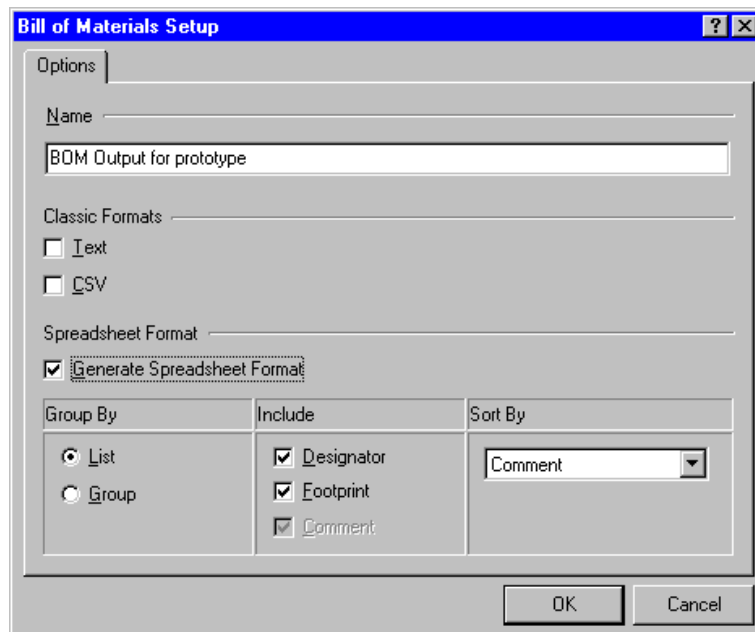 Bill of Materials Setup ? X
Options
Name
BOM Output for prototype
Classic Formats
Text
CSV
Spreadsheet Format
Generate Spreadsheet Format
Group By Include Sort By
List Designator Comment
Group Footprint
Comment
OK Cancel